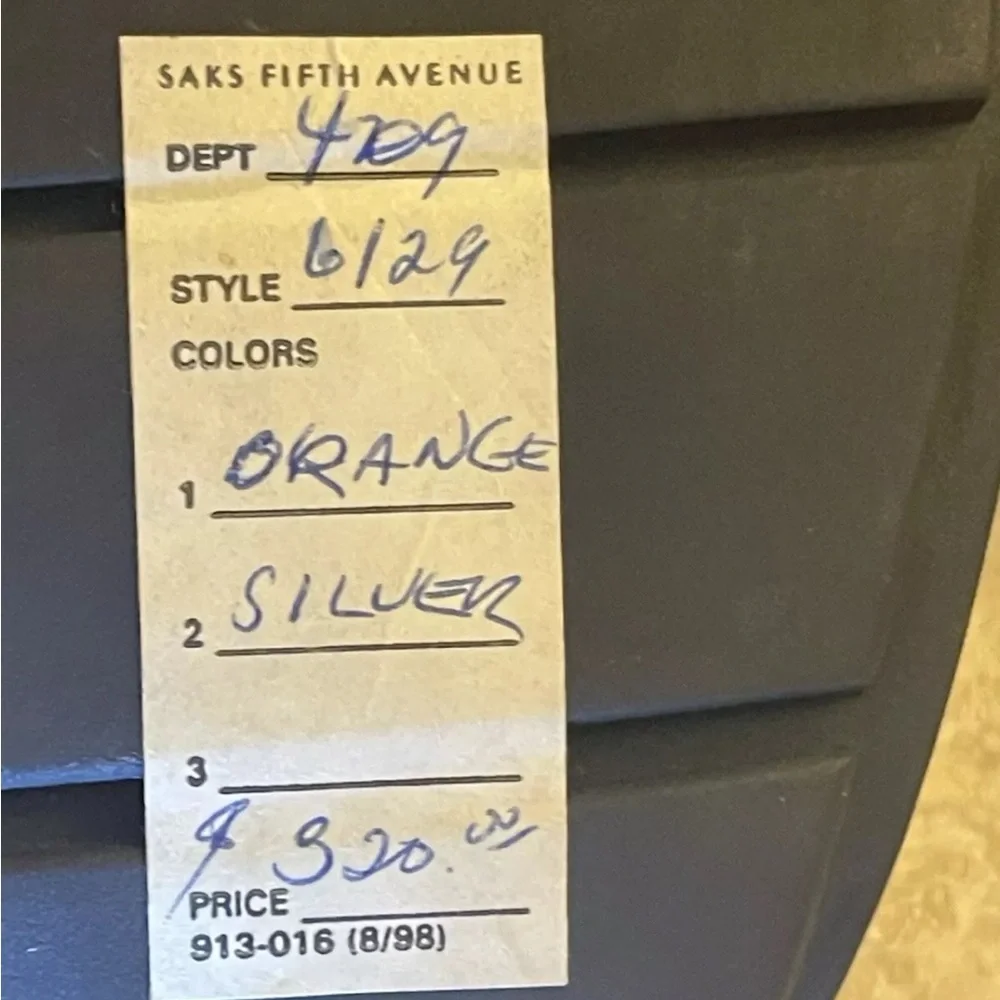 SAKS FIFTH AVENUE
DEPT 4709
STYLE 6129
COLORS
1 ORANGE
2 SILVER
3
$ 320.00
PRICE
913-016 (8/98)